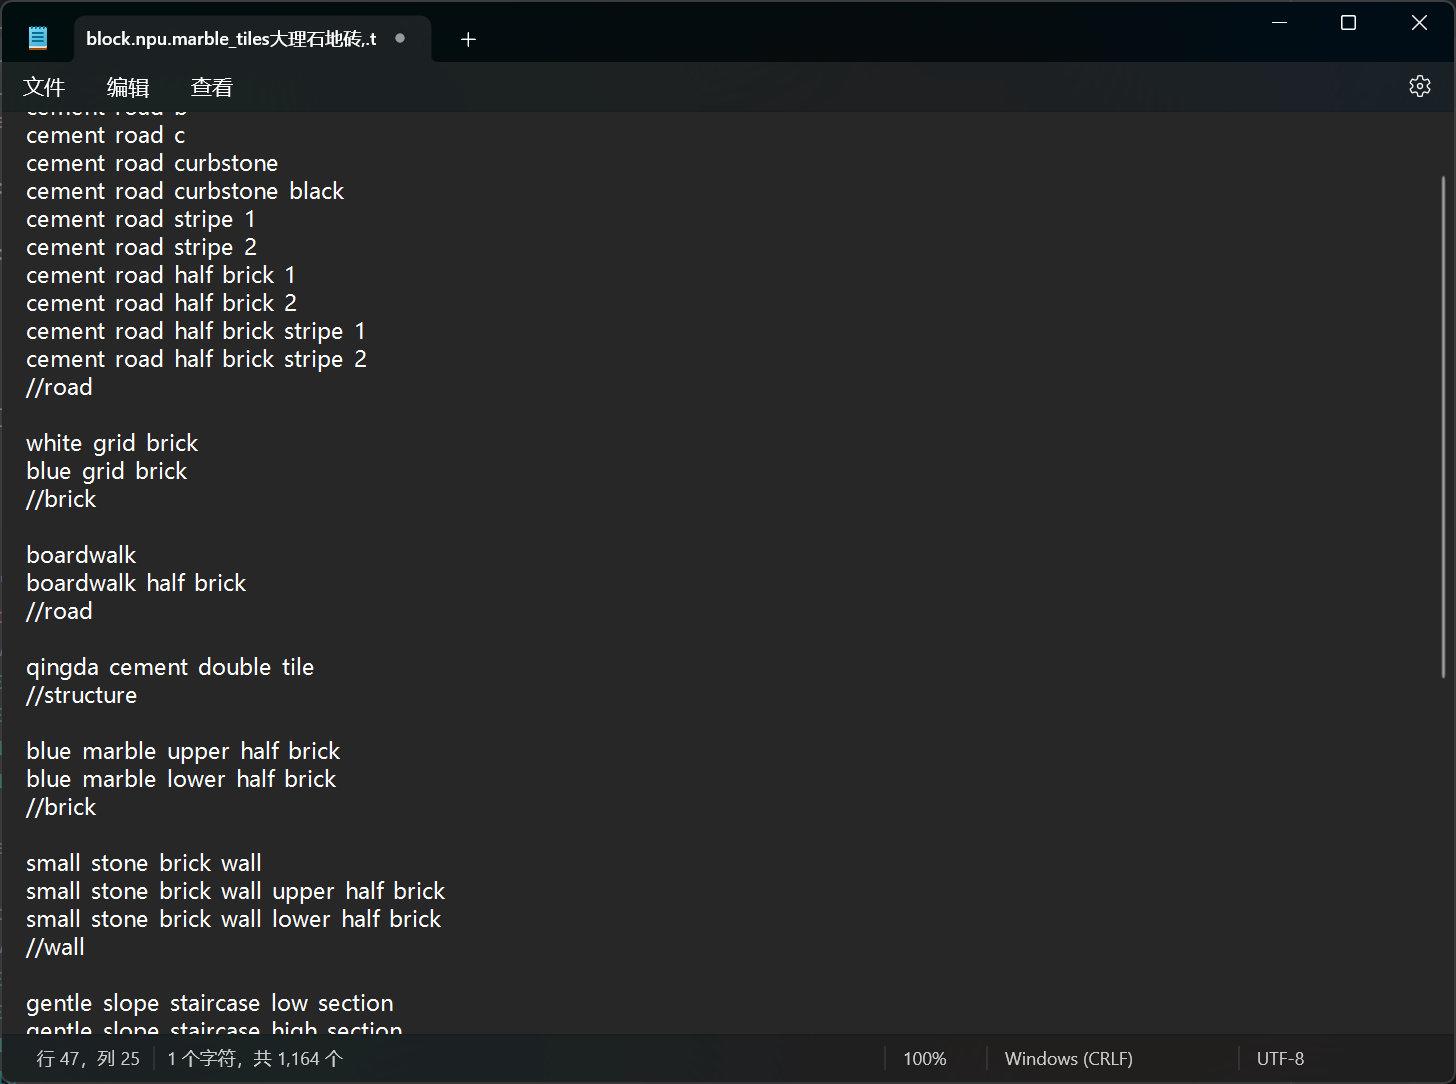 block.npu.marble_tiles大理石地砖,.t
文件 编辑 查看
cement road b
cement road c
cement road curbstone
cement road curbstone black
cement road stripe 1
cement road stripe 2
cement road half brick 1
cement road half brick 2
cement road half brick stripe 1
cement road half brick stripe 2
//road
white grid brick
blue grid brick
//brick
boardwalk
boardwalk half brick
//road
qingda cement double tile
//structure
blue marble upper half brick
blue marble lower half brick
//brick
small stone brick wall
small stone brick wall upper half brick
small stone brick wall lower half brick
//wall
gentle slope staircase low section
gentle slope staircase high section
行 47，列 25 1 个字符，共 1,164 个 100% Windows (CRLF) UTF-8